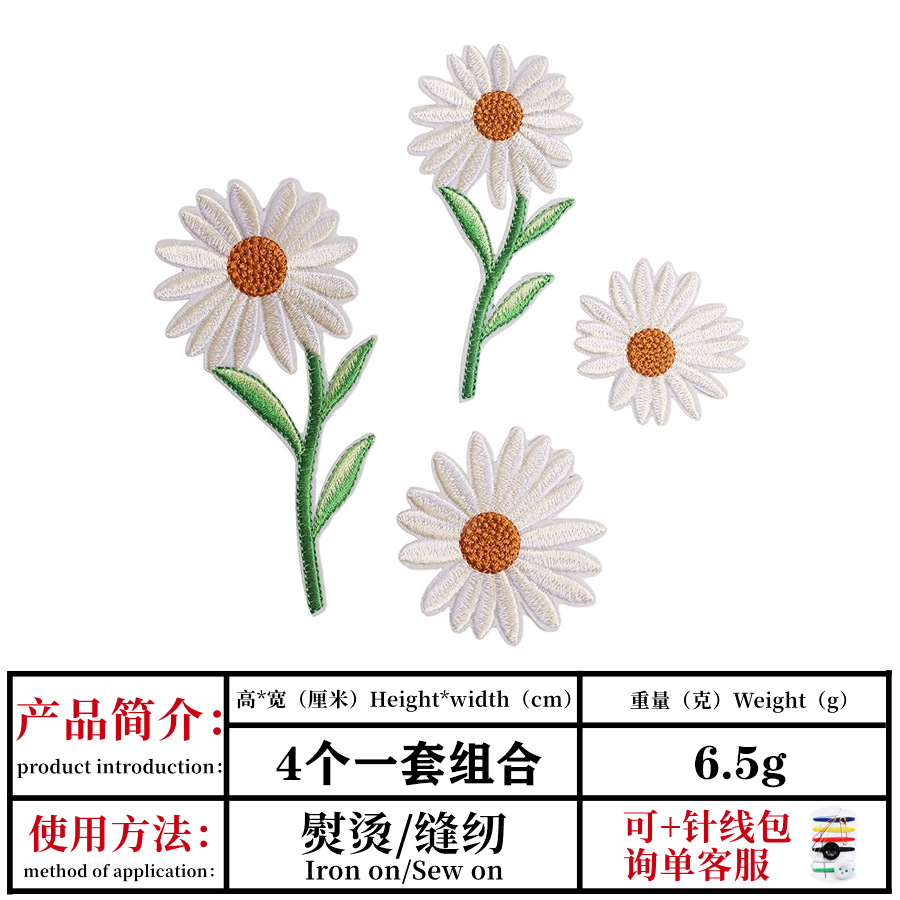 产品简介：
product introduction：
高*宽（厘米）Height*width（cm）
重量（克）Weight（g）
4个一套组合
6.5g
使用方法：
method of application：
熨烫/缝纫
Iron on/Sew on
可+针线包
询单客服